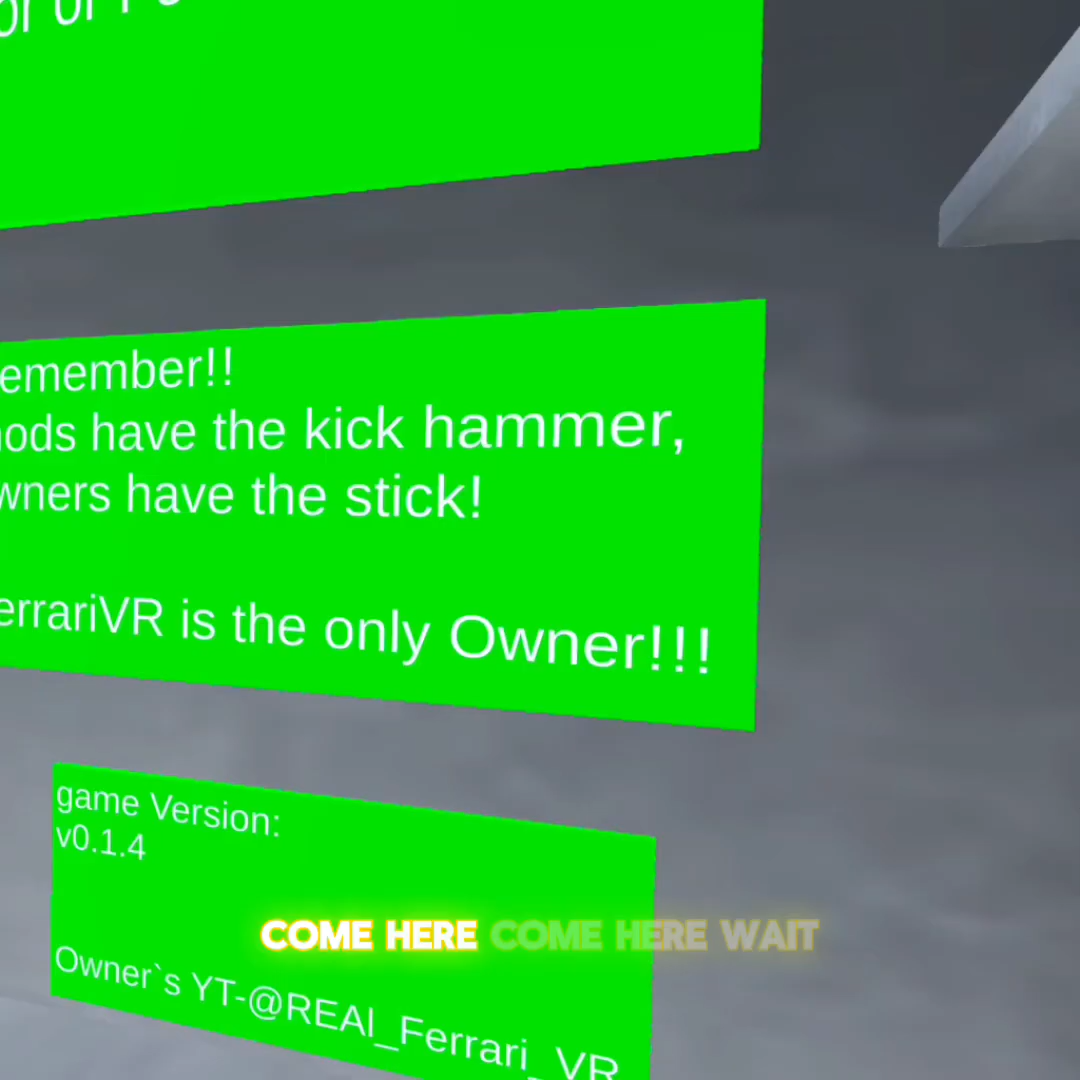 emember!!
ods have the kick hammer,
wners have the stick!
errariVR is the only Owner!!!
game Version:
v0.1.4
COME HERE COME HERE WAIT
Owner`s YT-@REAl_Ferrari_VR